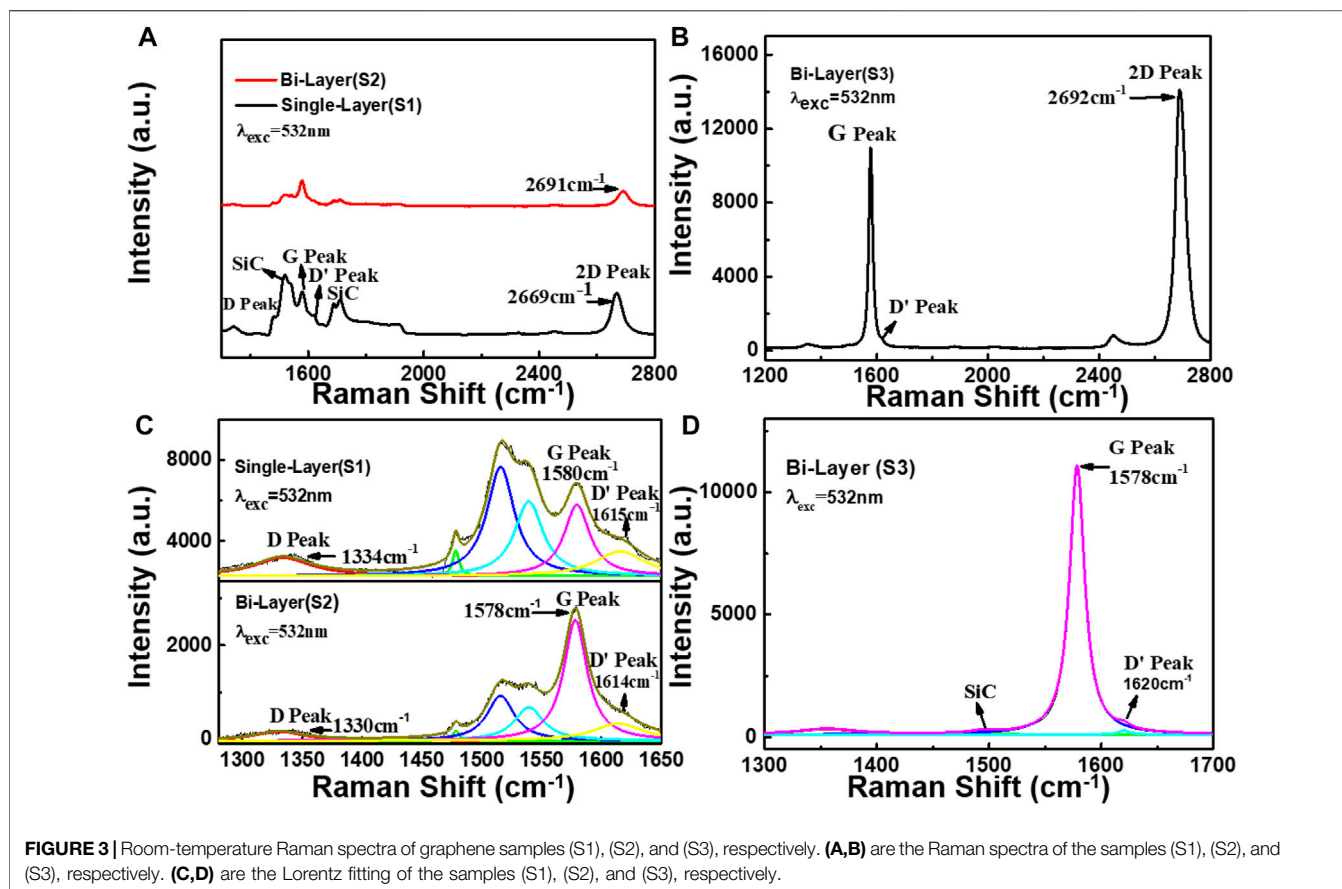 A
Bi-Layer(S2)
Single-Layer(S1)
λexc=532nm
2691cm-1
SiC
G Peak
D' Peak
SiC
D Peak
2D Peak
2669cm-1
Intensity (a.u.)
1600 2000 2400 2800
Raman Shift (cm-1)
B
16000
12000
8000
4000
0
Bi-Layer(S3)
λexc=532nm
2D Peak
2692cm-1
G Peak
D' Peak
Intensity (a.u.)
1200 1600 2000 2400 2800
Raman Shift (cm-1)
C
8000
4000
Single-Layer(S1)
λexc=532nm
G Peak
1580cm-1
D' Peak
1615cm-1
D Peak
1334cm-1
Intensity (a.u.)
2000
0
Bi-Layer(S2)
λexc=532nm
1578cm-1
G Peak
D' Peak
1614cm-1
D Peak
1330cm-1
Intensity (a.u.)
1300 1350 1400 1450 1500 1550 1600 1650
Raman Shift (cm-1)
D
10000
5000
0
Bi-Layer (S3)
λexc=532nm
G Peak
1578cm-1
D' Peak
1620cm-1
SiC
Intensity (a.u.)
1300 1400 1500 1600 1700
Raman Shift (cm-1)
FIGURE 3 | Room-temperature Raman spectra of graphene samples (S1), (S2), and (S3), respectively. (A,B) are the Raman spectra of the samples (S1), (S2), and
(S3), respectively. (C,D) are the Lorentz fitting of the samples (S1), (S2), and (S3), respectively.